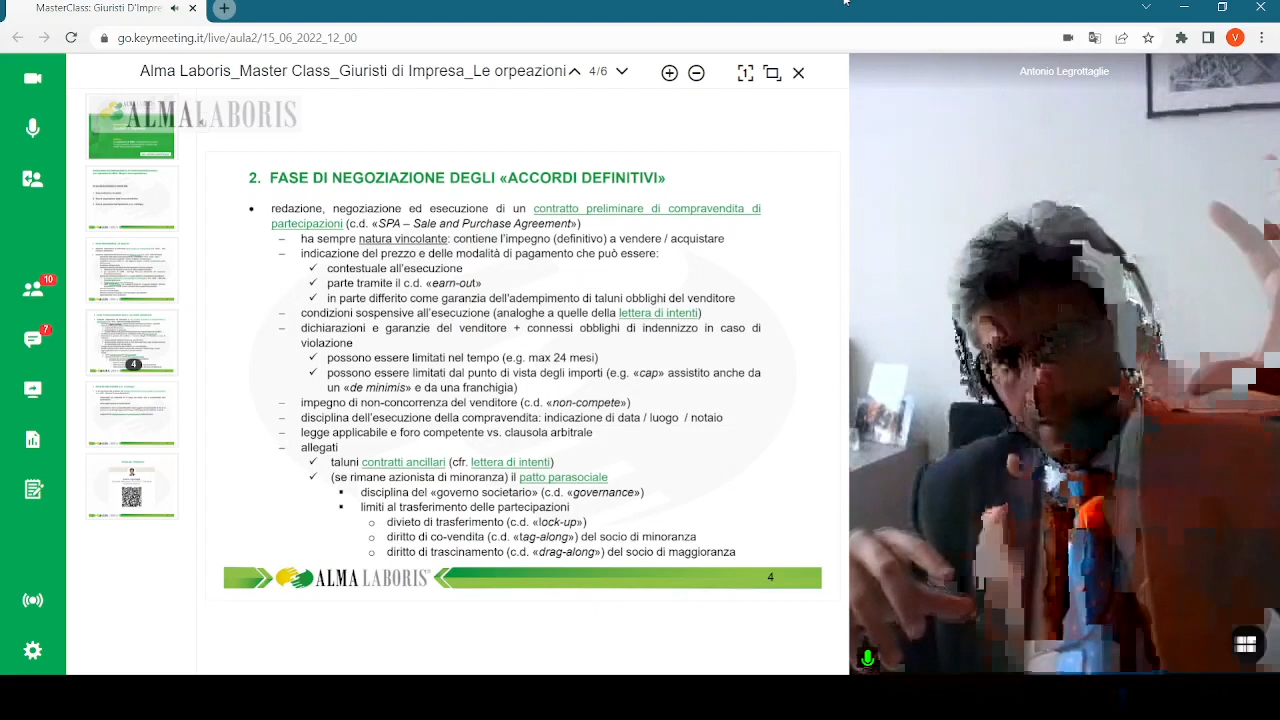 MasterClass: Giuristi D'Impre
go.keymeeting.it/live/aula2/15_06_2022_12_00
V
Alma Laboris_Master Class_Giuristi di Impresa_Le orpeazioni
4/6
Antonio Legrottaglie
ALMALABORIS
2. FASE DI NEGOZIAZIONE DEGLI «ACCORDI DEFINITIVI»
• redazione, negoziazione ed esecuzione di un contratto preliminare di compravendita di
partecipazioni (c.d. «SPA – Sale and Purchase Agreement»)
– ha sempre natura vincolante: contiene l'impegno (definitivo) a vendere / acquistare
– indicazione del prezzo e delle modalità di pagamento che può essere:
contestuale all'esecuzione
parte tramite il c.d. «earn-out»
in parte differito come garanzia dell'adempimento di taluni obblighi del venditore
– condizioni sospensive all'esecuzione (analoghe a quelle della lettera di intenti)
– dichiarazioni e garanzie del venditore + connessi obblighi di indennizzo in caso di
violazione
possono essere limitati nel tempo (e.g. max 24 mesi)
possono essere limitati dal punto di vista degli importi (e.g. «cap» assistito anche da
un «de minimis» e da una franchigia)
– impegno di non-concorrenza del venditore (c.d. «non-compete»)
– disciplina dell'esecuzione della compravendita: indicazione di data / luogo / notaio
– legge applicabile e foro competente vs. clausola arbitrale
– allegati
✓ taluni contratti ancillari (cfr. lettera di intenti)
✓ (se rimane azionista di minoranza) il patto parasociale
▪ disciplina del «governo societario» (c.d. «governance»)
▪ limiti al trasferimento delle partecipazioni
o divieto di trasferimento (c.d. «lock-up»)
o diritto di co-vendita (c.d. «tag-along») del socio di minoranza
o diritto di trascinamento (c.d. «drag-along») del socio di maggioranza
ALMA LABORIS
4
10
7
4